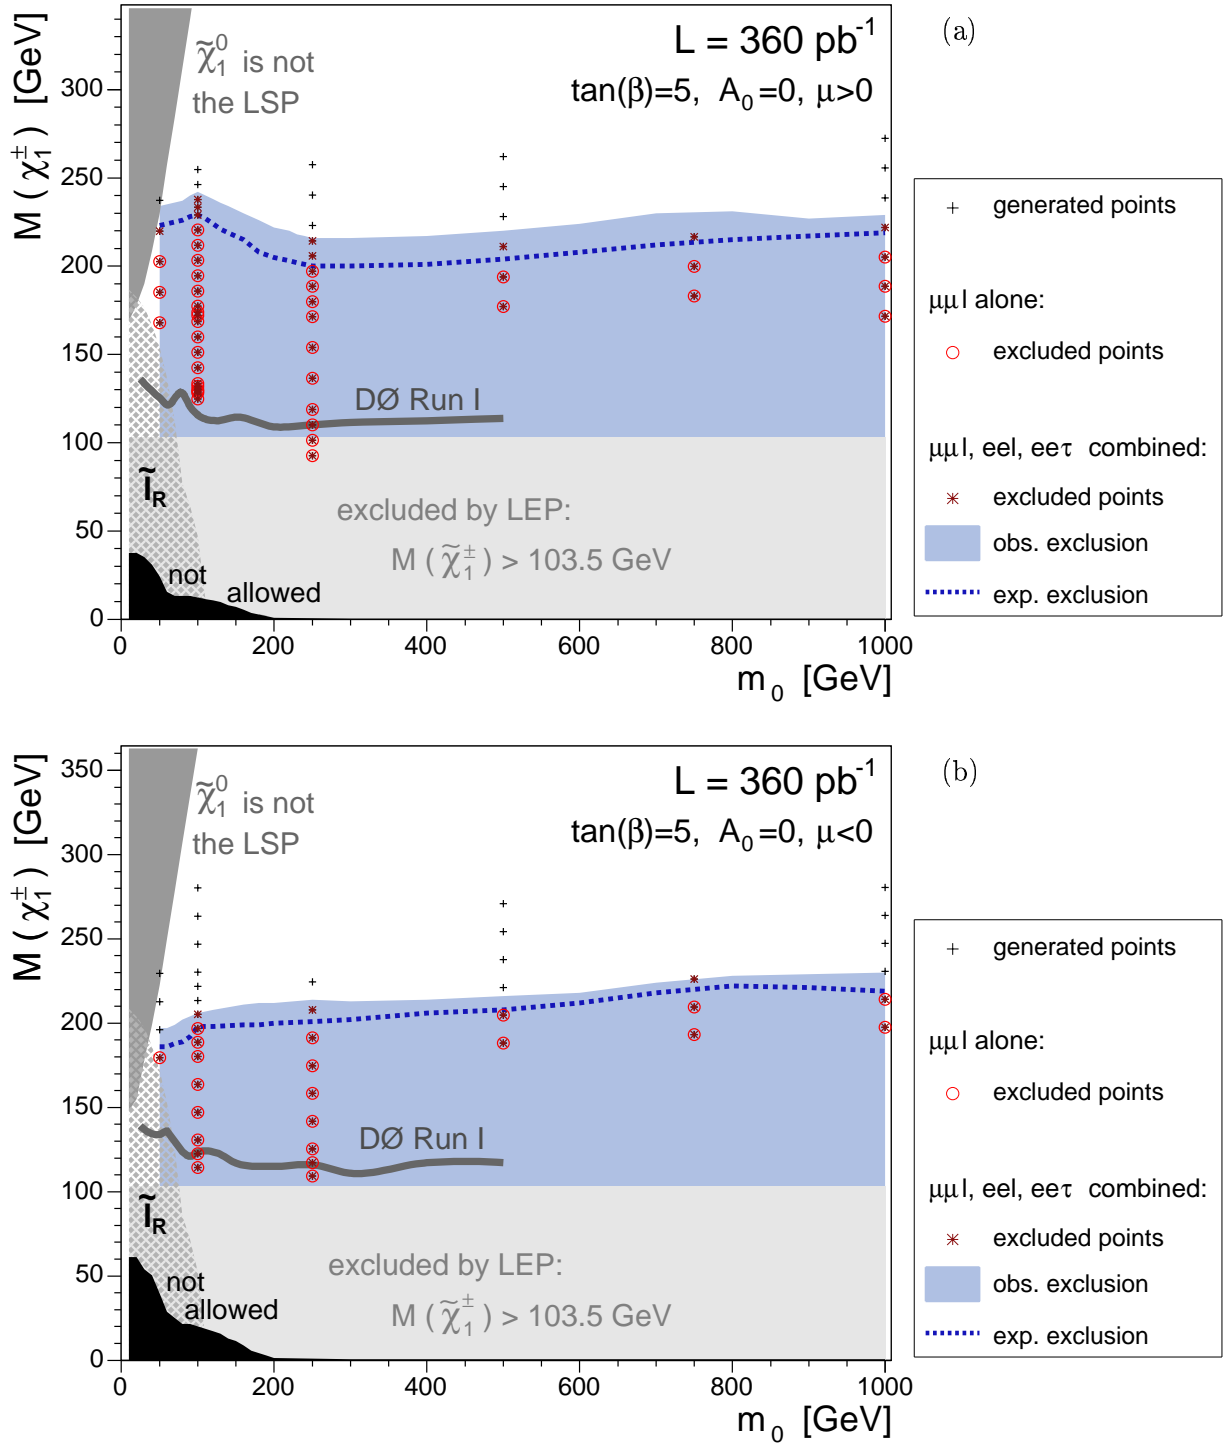 (a)
L = 360 pb⁻¹
tan(β)=5, A₀=0, μ>0
χ̃₁⁰ is not
the LSP
M ( χ̃₁± ) [GeV]
300
250
200
150
100
50
0
DØ Run I
l̃R
excluded by LEP:
M ( χ̃₁± ) > 103.5 GeV
not
allowed
0 200 400 600 800 1000
m₀ [GeV]
+ generated points
μμl alone:
excluded points
μμl, eel, eeτ combined:
excluded points
obs. exclusion
exp. exclusion
(b)
L = 360 pb⁻¹
tan(β)=5, A₀=0, μ<0
χ̃₁⁰ is not
the LSP
M ( χ̃₁± ) [GeV]
350
300
250
200
150
100
50
0
DØ Run I
l̃R
excluded by LEP:
M ( χ̃₁± ) > 103.5 GeV
not
allowed
0 200 400 600 800 1000
m₀ [GeV]
+ generated points
μμl alone:
excluded points
μμl, eel, eeτ combined:
excluded points
obs. exclusion
exp. exclusion